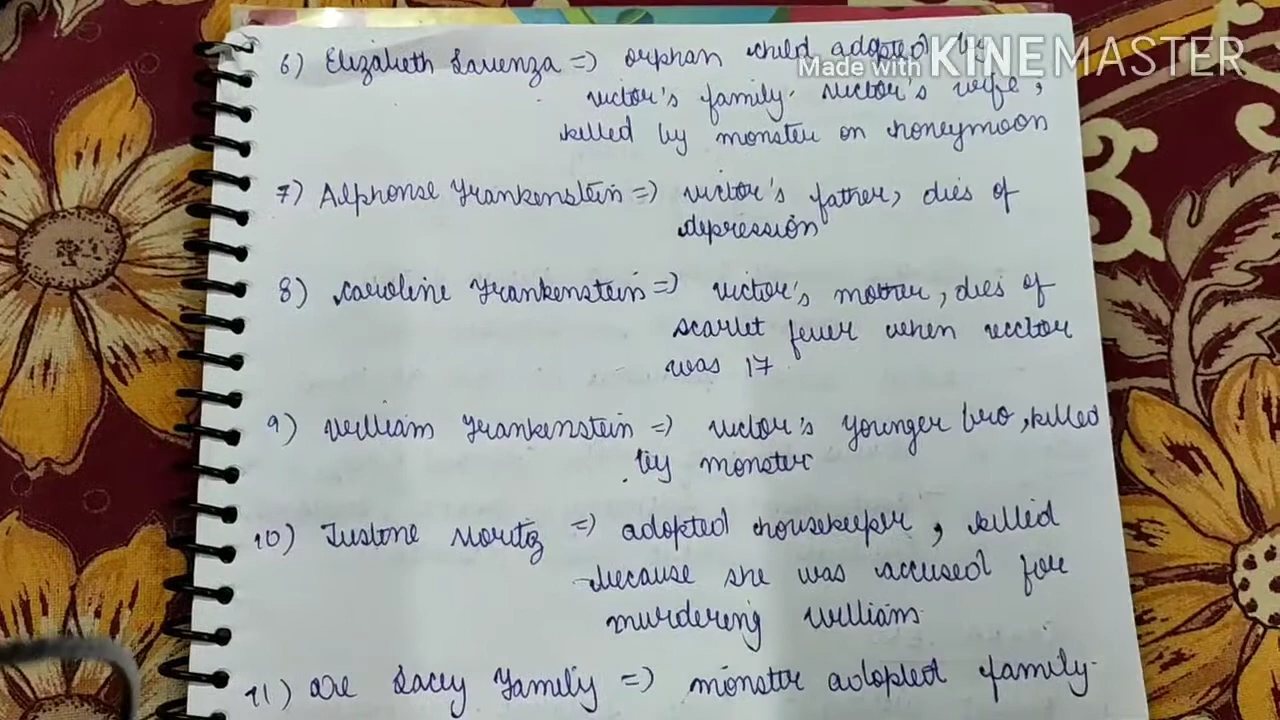 6) Elizabeth Lavenza => orphan child adopted by
Made with KINEMASTER
victor's family. victor's wife,
killed by monster on honeymoon
7) Alphonse Frankenstein => victor's father, dies of
depression
8) Caroline Frankenstein => victor's mother, dies of
scarlet fever when victor
was 17
9) William Frankenstein => victor's younger bro, killed
by monster
10) Justine Moritz => adopted housekeeper, killed
because she was accused for
murdering william
11) De Lacey Family => monster adopted family.